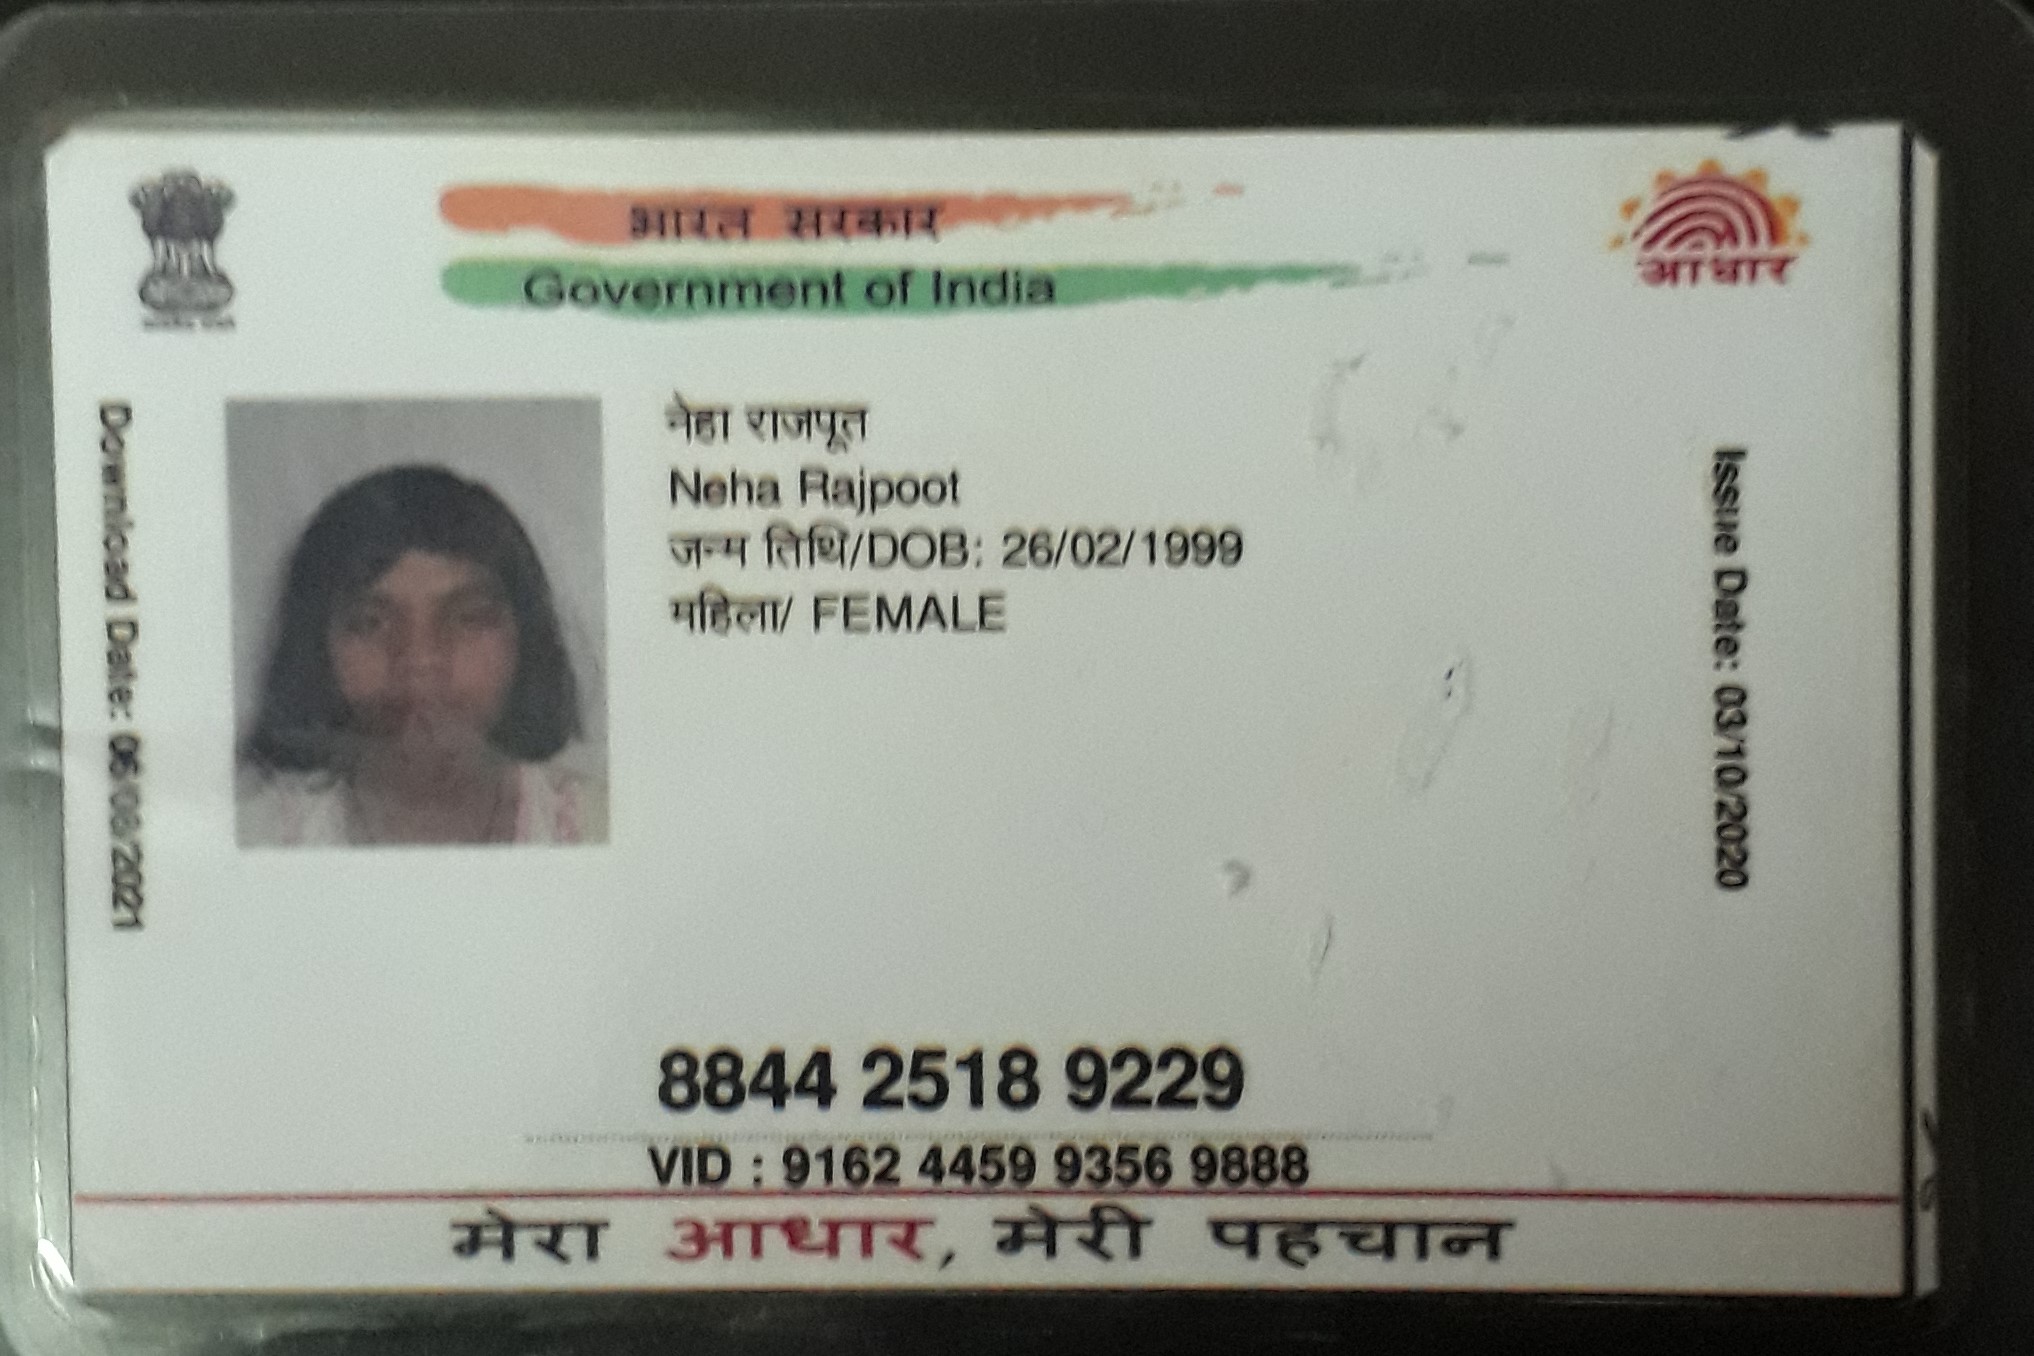 भारत सरकार
Government of India
आधार
Download Date: 06/08/2021
नेहा राजपूत
Neha Rajpoot
जन्म तिथि/DOB: 26/02/1999
महिला/ FEMALE
Issue Date: 03/10/2020
8844 2518 9229
VID : 9162 4459 9356 9888
मेरा आधार, मेरी पहचान